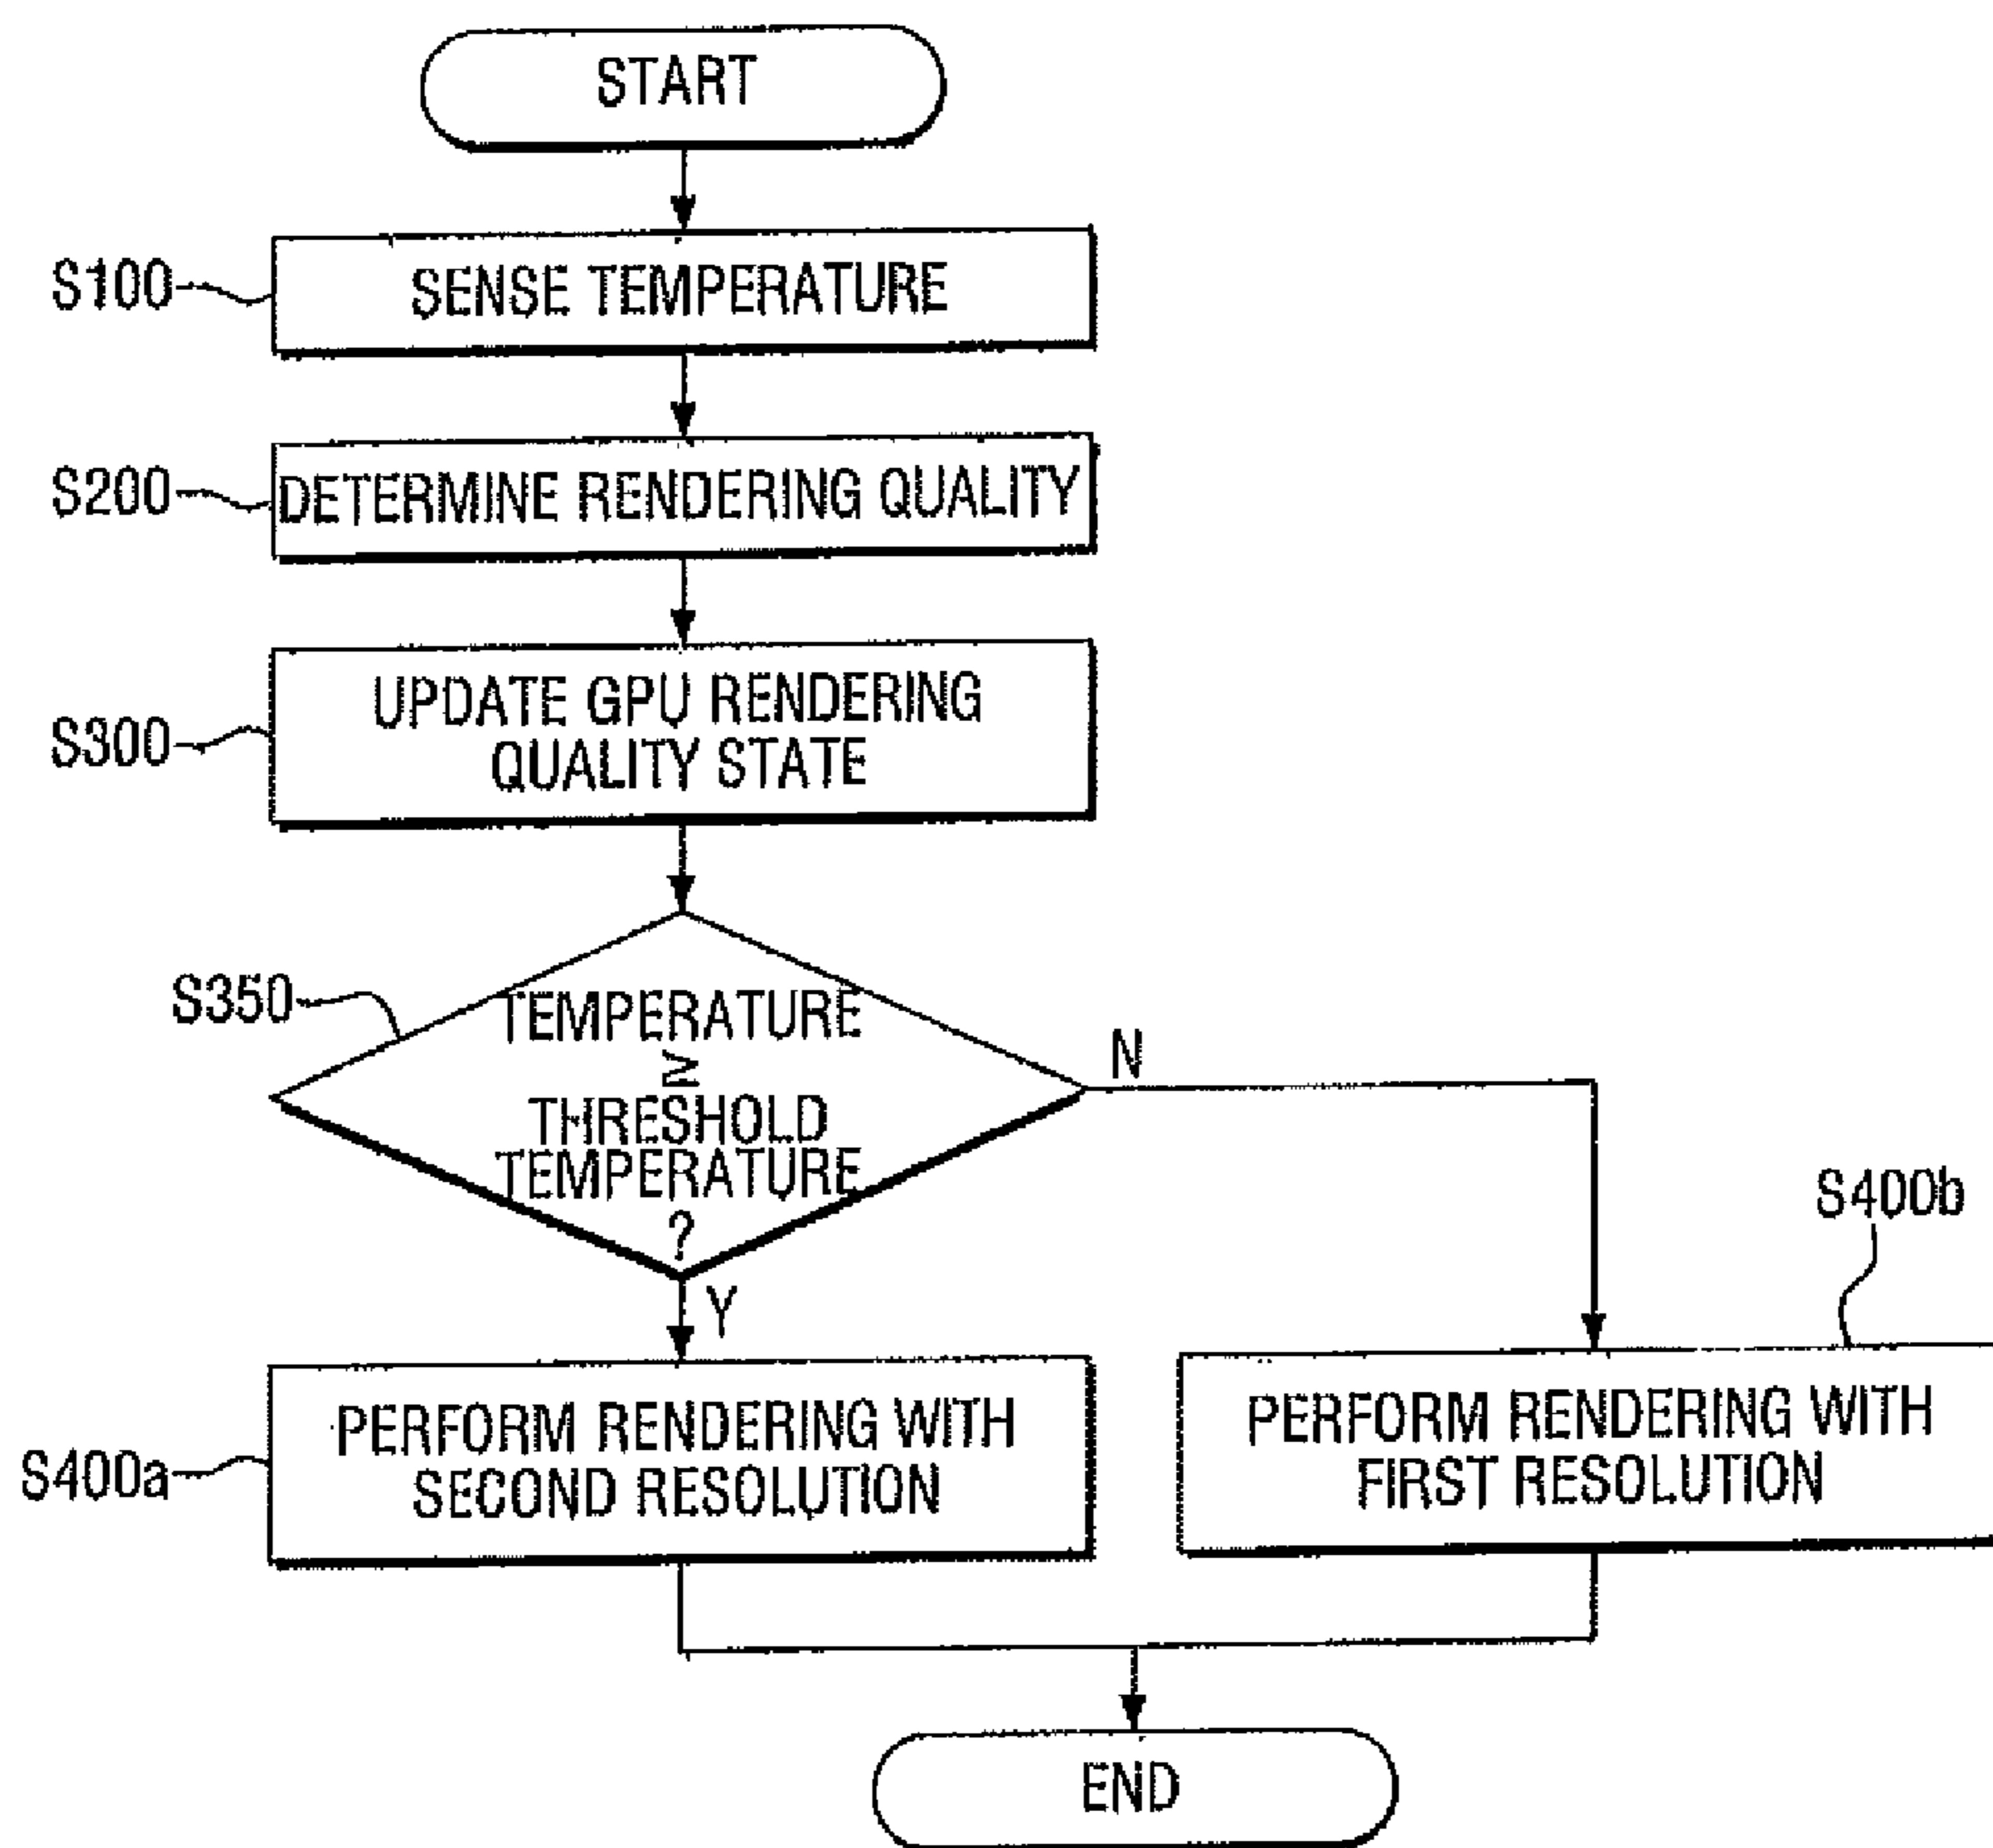 START
S100
SENSE TEMPERATURE
S200
DETERMINE RENDERING QUALITY
S300
UPDATE GPU RENDERING
QUALITY STATE
S350
TEMPERATURE
≥
THRESHOLD
TEMPERATURE
?
N
Y
S400b
S400a
PERFORM RENDERING WITH
SECOND RESOLUTION
PERFORM RENDERING WITH
FIRST RESOLUTION
END